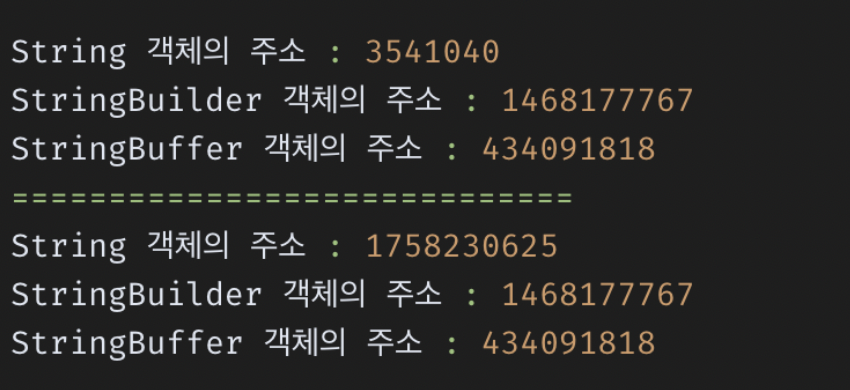 String 객체의 주소 : 3541040
StringBuilder 객체의 주소 : 1468177767
StringBuffer 객체의 주소 : 434091818
=============================
String 객체의 주소 : 1758230625
StringBuilder 객체의 주소 : 1468177767
StringBuffer 객체의 주소 : 434091818